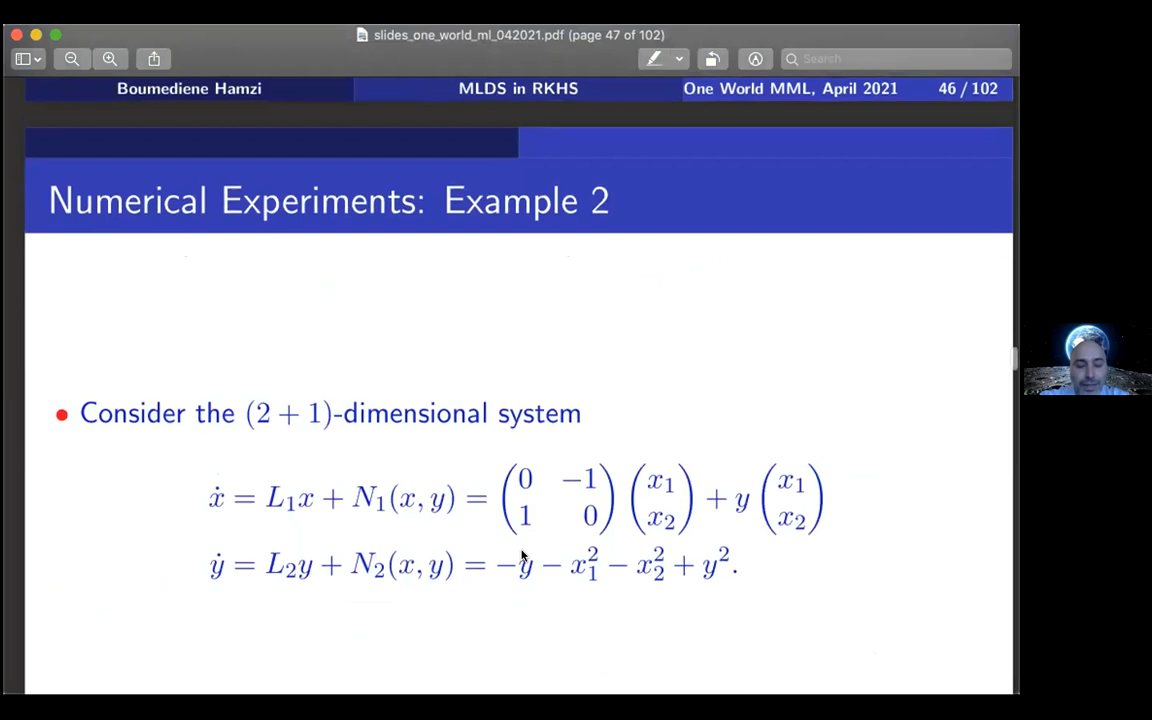 slides_one_world_ml_042021.pdf (page 47 of 102)
Search
Boumediene Hamzi MLDS in RKHS One World MML, April 2021 46 / 102
Numerical Experiments: Example 2
• Consider the (2 + 1)-dimensional system
ẋ = L₁x + N₁(x, y) = (0 −1; 1 0) (x₁; x₂) + y (x₁; x₂)
ẏ = L₂y + N₂(x, y) = −y − x₁² − x₂² + y².